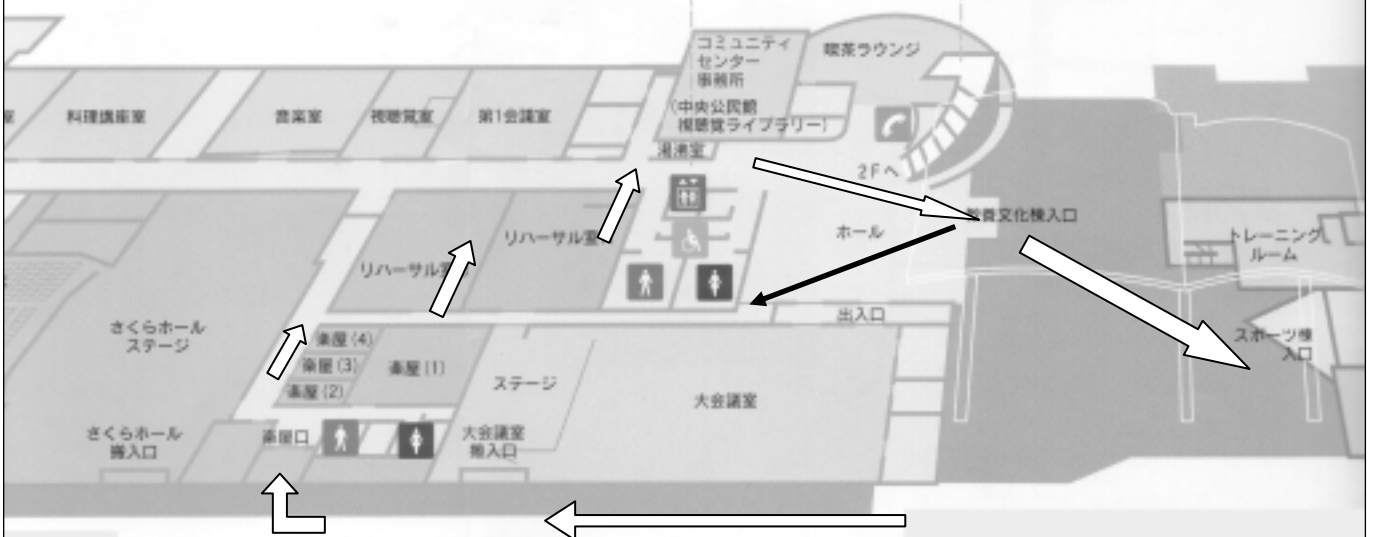 コミュニティ
センター
事務所
(中央公民館
視聴覚ライブラリー)
喫茶ラウンジ
室
料理講座室
音楽室
視聴覚室
第1会議室
湯沸室
2Fへ
教養文化棟入口
ホール
リハーサル室
リハーサル室
トレーニング
ルーム
さくらホール
ステージ
楽屋(4)
楽屋(3)
楽屋(2)
楽屋(1)
ステージ
出入口
大会議室
スポーツ棟
入口
さくらホール
搬入口
楽屋口
大会議室
搬入口